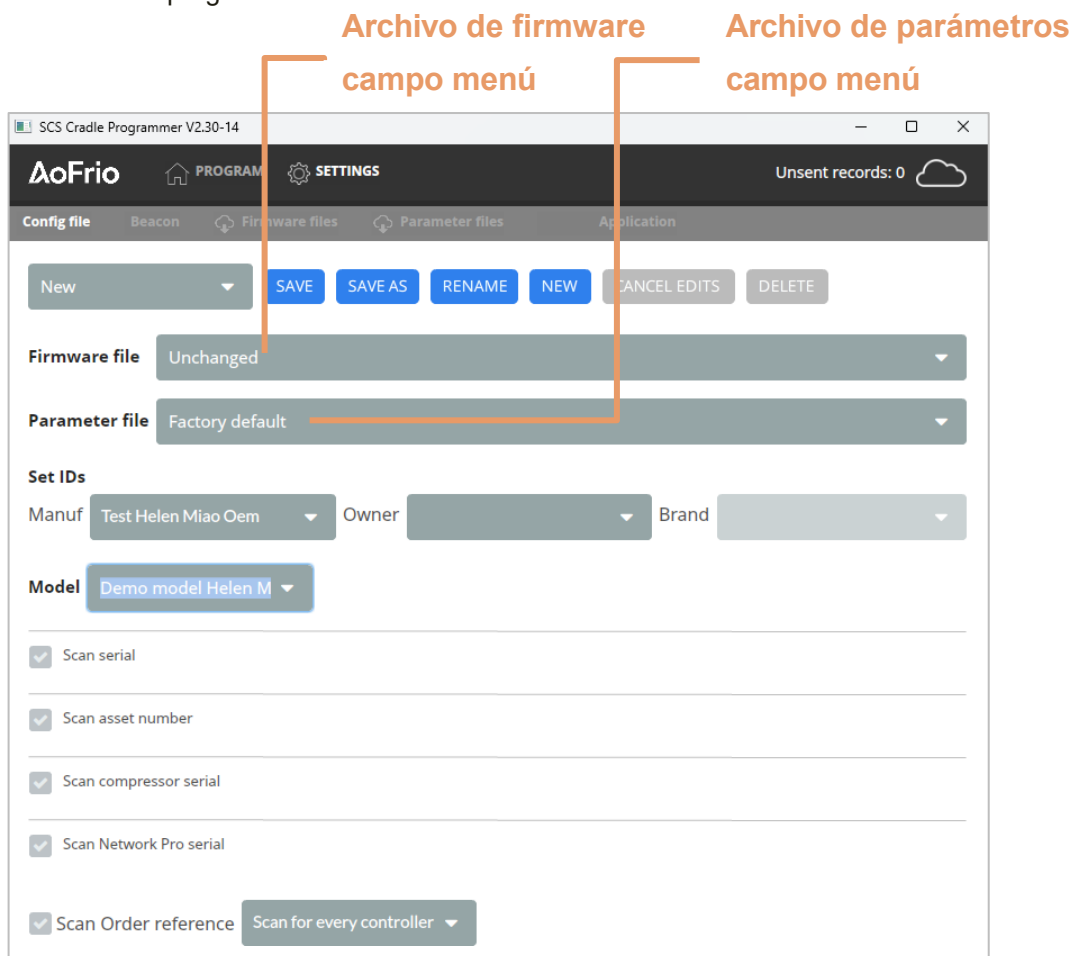 Archivo de firmware
campo menú
Archivo de parámetros
campo menú
SCS Cradle Programmer V2.30-14
AoFrio PROGRAM SETTINGS Unsent records: 0
Config file Beacon Firmware files Parameter files Application
New SAVE SAVE AS RENAME NEW CANCEL EDITS DELETE
Firmware file Unchanged
Parameter file Factory default
Set IDs
Manuf Test Helen Miao Oem Owner Brand
Model Demo model Helen M
Scan serial
Scan asset number
Scan compressor serial
Scan Network Pro serial
Scan Order reference Scan for every controller